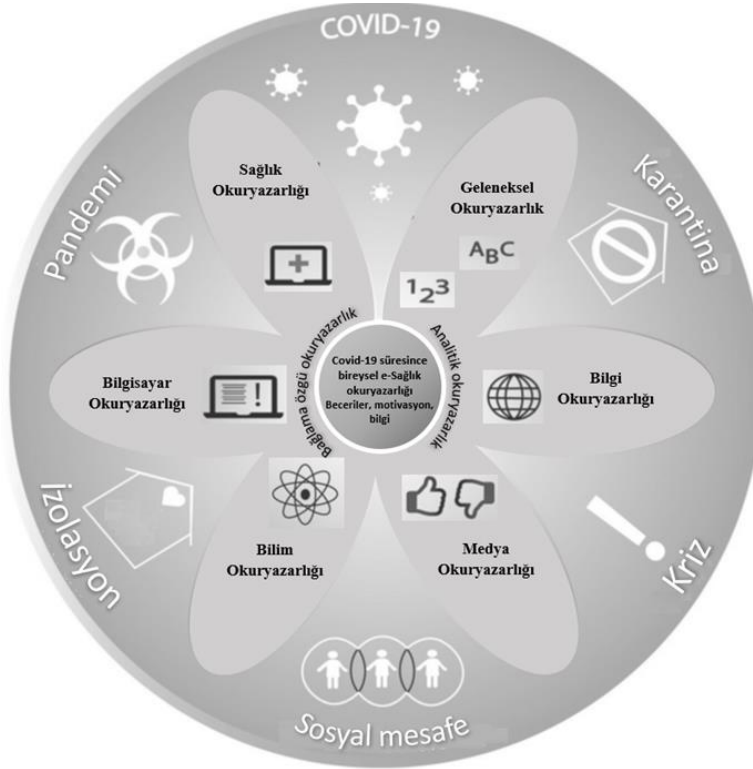 COVID-19
Pandemi
Karantina
Sağlık
Okuryazarlığı
Geleneksel
Okuryazarlık
ABC
123
Bağlama özgü okuryazarlık
Analitik okuryazarlık
Covid-19 süresince
bireysel e-Sağlık
okuryazarlığı
Beceriler, motivasyon,
bilgi
Bilgisayar
Okuryazarlığı
Bilgi
Okuryazarlığı
Bilim
Okuryazarlığı
Medya
Okuryazarlığı
İzolasyon
Kriz
Sosyal mesafe